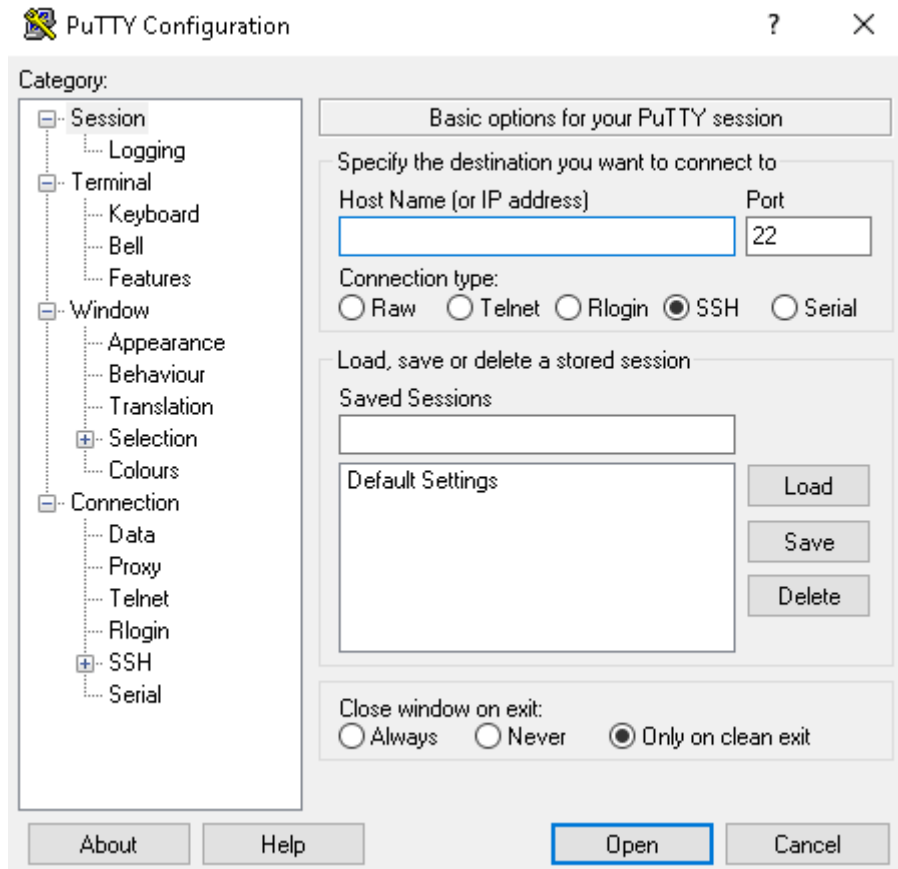 PuTTY Configuration
?
Category:
Session
Logging
Terminal
Keyboard
Bell
Features
Window
Appearance
Behaviour
Translation
Selection
Colours
Connection
Data
Proxy
Telnet
Rlogin
SSH
Serial
Basic options for your PuTTY session
Specify the destination you want to connect to
Host Name (or IP address) Port
22
Connection type:
Raw Telnet Rlogin SSH Serial
Load, save or delete a stored session
Saved Sessions
Default Settings
Load
Save
Delete
Close window on exit:
Always Never Only on clean exit
About Help Open Cancel